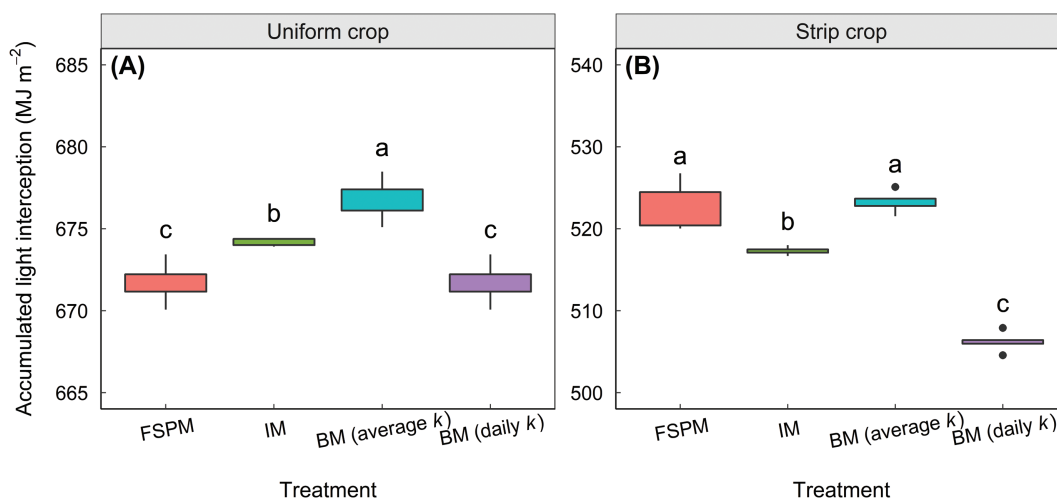 Uniform crop
Strip crop
Accumulated light interception (MJ m⁻²)
(A)
685
680
675
670
665
c
b
a
c
FSPM
IM
BM (average k)
BM (daily k)
Treatment
(B)
540
530
520
510
500
a
b
a
c
FSPM
IM
BM (average k)
BM (daily k)
Treatment